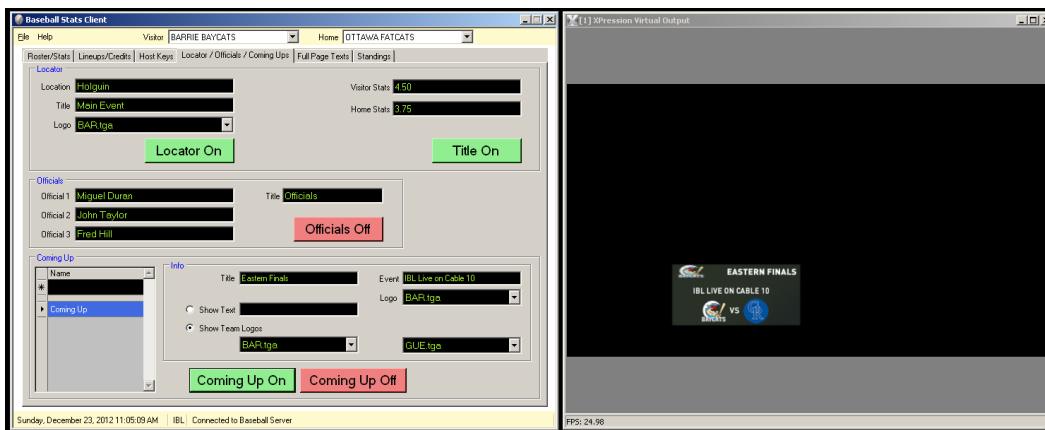 Baseball Stats Client
File Help Visitor BARRIE BAYCATS Home OTTAWA FATCATS
Roster/Stats Lineups/Credits Host Keys Locator / Officials / Coming Ups Full Page Texts Standings
Locator
Location Holguin Visitor Stats 4.50
Title Main Event Home Stats 3.75
Logo BAR.tga
Locator On Title On
Officials
Official 1 Miguel Duran Title Officials
Official 2 John Taylor
Official 3 Fred Hill
Officials Off
Coming Up
Name
Coming Up
Info
Title Eastern Finals Event IBL Live on Cable 10
Logo BAR.tga
Show Text
Show Team Logos
BAR.tga GUE.tga
Coming Up On Coming Up Off
Sunday, December 23, 2012 11:05:09 AM IBL Connected to Baseball Server
[1] XPression Virtual Output
EASTERN FINALS
IBL LIVE ON CABLE 10
BAYCATS VS
FPS: 24.98